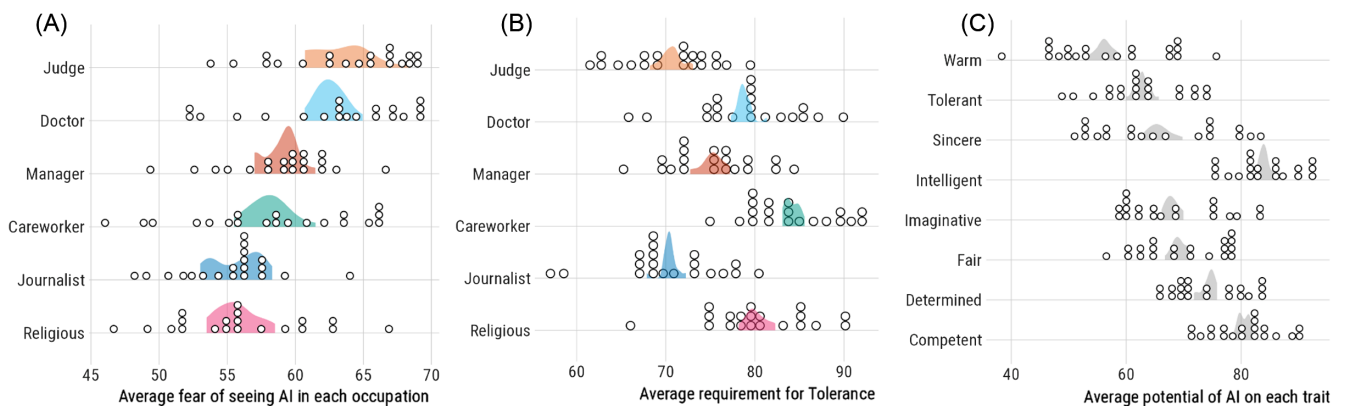 (A)
Judge
Doctor
Manager
Careworker
Journalist
Religious
45 50 55 60 65 70
Average fear of seeing AI in each occupation
(B)
Judge
Doctor
Manager
Careworker
Journalist
Religious
60 70 80 90
Average requirement for Tolerance
(C)
Warm
Tolerant
Sincere
Intelligent
Imaginative
Fair
Determined
Competent
40 60 80
Average potential of AI on each trait